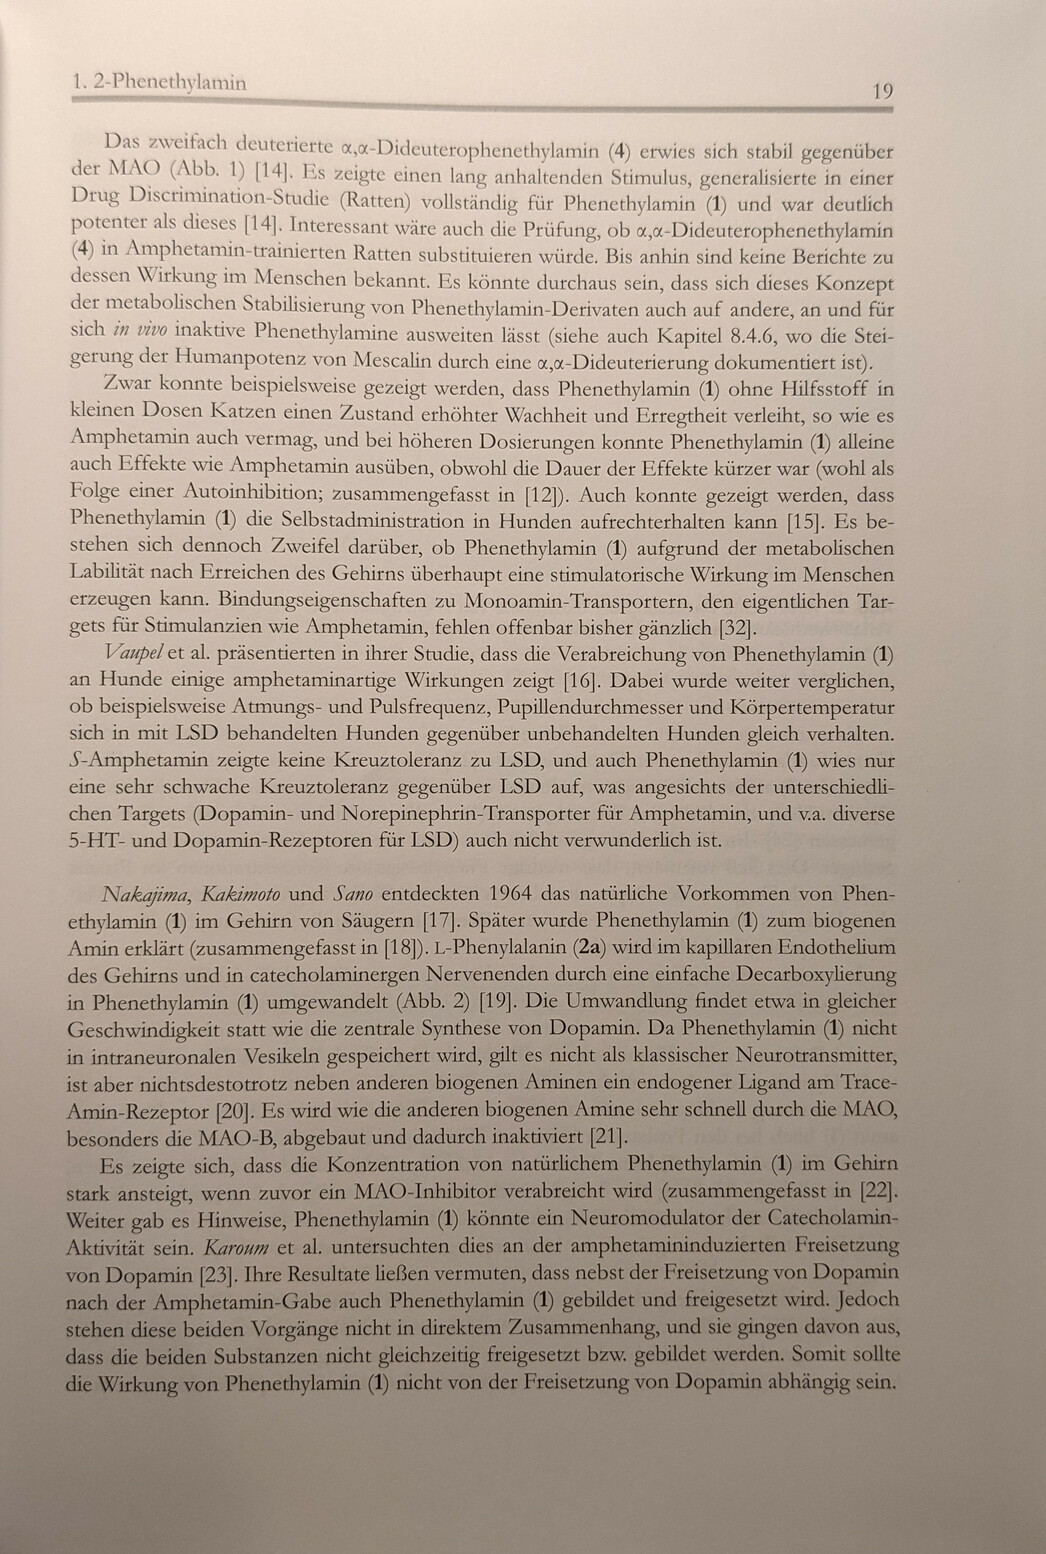 1. 2-Phenethylamin
19
Das zweifach deuterierte α,α-Dideuterophenethylamin (4) erwies sich stabil gegenüber
der MAO (Abb. 1) [14]. Es zeigte einen lang anhaltenden Stimulus, generalisierte in einer
Drug Discrimination-Studie (Ratten) vollständig für Phenethylamin (1) und war deutlich
potenter als dieses [14]. Interessant wäre auch die Prüfung, ob α,α-Dideuterophenethylamin
(4) in Amphetamin-trainierten Ratten substituieren würde. Bis anhin sind keine Berichte zu
dessen Wirkung im Menschen bekannt. Es könnte durchaus sein, dass sich dieses Konzept
der metabolischen Stabilisierung von Phenethylamin-Derivaten auch auf andere, an und für
sich in vivo inaktive Phenethylamine ausweiten lässt (siehe auch Kapitel 8.4.6, wo die Stei-
gerung der Humanpotenz von Mescalin durch eine α,α-Dideuterierung dokumentiert ist).
Zwar konnte beispielsweise gezeigt werden, dass Phenethylamin (1) ohne Hilfsstoff in
kleinen Dosen Katzen einen Zustand erhöhter Wachheit und Erregtheit verleiht, so wie es
Amphetamin auch vermag, und bei höheren Dosierungen konnte Phenethylamin (1) alleine
auch Effekte wie Amphetamin ausüben, obwohl die Dauer der Effekte kürzer war (wohl als
Folge einer Autoinhibition; zusammengefasst in [12]). Auch konnte gezeigt werden, dass
Phenethylamin (1) die Selbstadministration in Hunden aufrechterhalten kann [15]. Es be-
stehen sich dennoch Zweifel darüber, ob Phenethylamin (1) aufgrund der metabolischen
Labilität nach Erreichen des Gehirns überhaupt eine stimulatorische Wirkung im Menschen
erzeugen kann. Bindungseigenschaften zu Monoamin-Transportern, den eigentlichen Tar-
gets für Stimulanzien wie Amphetamin, fehlen offenbar bisher gänzlich [32].
Vaupel et al. präsentierten in ihrer Studie, dass die Verabreichung von Phenethylamin (1)
an Hunde einige amphetaminartige Wirkungen zeigt [16]. Dabei wurde weiter verglichen,
ob beispielsweise Atmungs- und Pulsfrequenz, Pupillendurchmesser und Körpertemperatur
sich in mit LSD behandelten Hunden gegenüber unbehandelten Hunden gleich verhalten.
S-Amphetamin zeigte keine Kreuztoleranz zu LSD, und auch Phenethylamin (1) wies nur
eine sehr schwache Kreuztoleranz gegenüber LSD auf, was angesichts der unterschiedli-
chen Targets (Dopamin- und Norepinephrin-Transporter für Amphetamin, und v.a. diverse
5-HT- und Dopamin-Rezeptoren für LSD) auch nicht verwunderlich ist.
Nakajima, Kakimoto und Sano entdeckten 1964 das natürliche Vorkommen von Phen-
ethylamin (1) im Gehirn von Säugern [17]. Später wurde Phenethylamin (1) zum biogenen
Amin erklärt (zusammengefasst in [18]). L-Phenylalanin (2a) wird im kapillaren Endothelium
des Gehirns und in catecholaminergen Nervenenden durch eine einfache Decarboxylierung
in Phenethylamin (1) umgewandelt (Abb. 2) [19]. Die Umwandlung findet etwa in gleicher
Geschwindigkeit statt wie die zentrale Synthese von Dopamin. Da Phenethylamin (1) nicht
in intraneuronalen Vesikeln gespeichert wird, gilt es nicht als klassischer Neurotransmitter,
ist aber nichtsdestotrotz neben anderen biogenen Aminen ein endogener Ligand am Trace-
Amin-Rezeptor [20]. Es wird wie die anderen biogenen Amine sehr schnell durch die MAO,
besonders die MAO-B, abgebaut und dadurch inaktiviert [21].
Es zeigte sich, dass die Konzentration von natürlichem Phenethylamin (1) im Gehirn
stark ansteigt, wenn zuvor ein MAO-Inhibitor verabreicht wird (zusammengefasst in [22].
Weiter gab es Hinweise, Phenethylamin (1) könnte ein Neuromodulator der Catecholamin-
Aktivität sein. Karoum et al. untersuchten dies an der amphetamininduzierten Freisetzung
von Dopamin [23]. Ihre Resultate ließen vermuten, dass nebst der Freisetzung von Dopamin
nach der Amphetamin-Gabe auch Phenethylamin (1) gebildet und freigesetzt wird. Jedoch
stehen diese beiden Vorgänge nicht in direktem Zusammenhang, und sie gingen davon aus,
dass die beiden Substanzen nicht gleichzeitig freigesetzt bzw. gebildet werden. Somit sollte
die Wirkung von Phenethylamin (1) nicht von der Freisetzung von Dopamin abhängig sein.